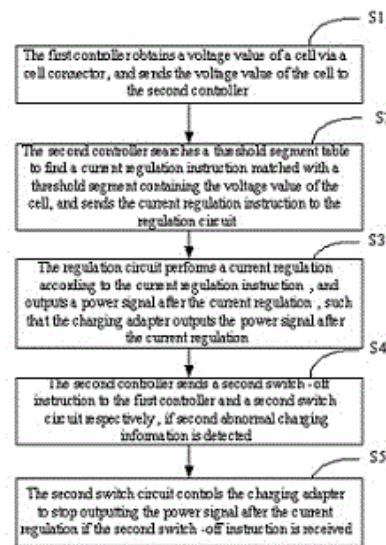 S1
The first controller obtains a voltage value of a cell via a
cell connector, and sends the voltage value of the cell to
the second controller
The second controller searches a threshold segment table
to find a current regulation instruction matched with a
threshold segment containing the voltage value of the
cell, and sends the current regulation instruction to the
regulation circuit
S3
The regulation circuit performs a current regulation
according to the current regulation instruction , and
outputs a power signal after the current regulation , such
that the charging adapter outputs the power signal after
the current regulation
S4
The second controller sends a second switch -off
instruction to the first controller and a second switch
circuit respectively, if second abnormal charging
information is detected
S5
The second switch circuit controls the charging adapter
to stop outputting the power signal after the current
regulation if the second switch -off instruction is received